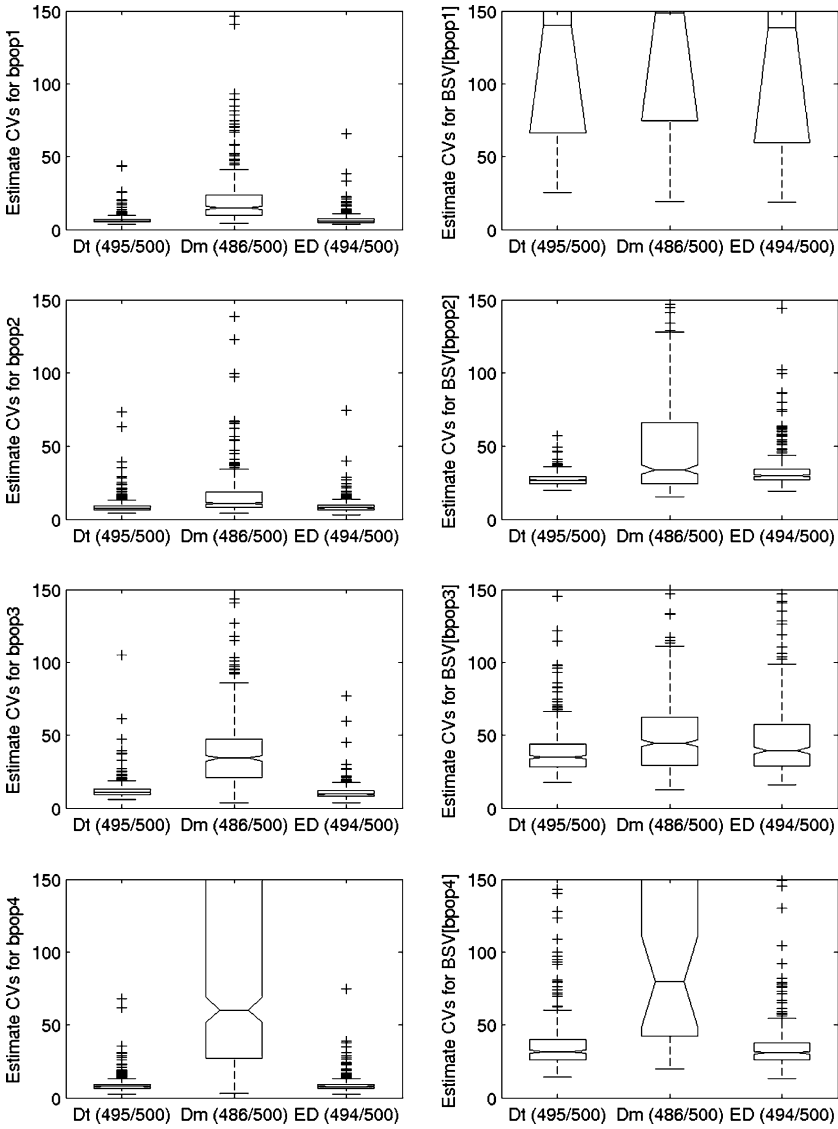 Estimate CVs for bpop1
150
100
50
0
Dt (495/500) Dm (486/500) ED (494/500)
Estimate CVs for BSV[bpop1]
150
100
50
0
Dt (495/500) Dm (486/500) ED (494/500)
Estimate CVs for bpop2
150
100
50
0
Dt (495/500) Dm (486/500) ED (494/500)
Estimate CVs for BSV[bpop2]
150
100
50
0
Dt (495/500) Dm (486/500) ED (494/500)
Estimate CVs for bpop3
150
100
50
0
Dt (495/500) Dm (486/500) ED (494/500)
Estimate CVs for BSV[bpop3]
150
100
50
0
Dt (495/500) Dm (486/500) ED (494/500)
Estimate CVs for bpop4
150
100
50
0
Dt (495/500) Dm (486/500) ED (494/500)
Estimate CVs for BSV[bpop4]
150
100
50
0
Dt (495/500) Dm (486/500) ED (494/500)